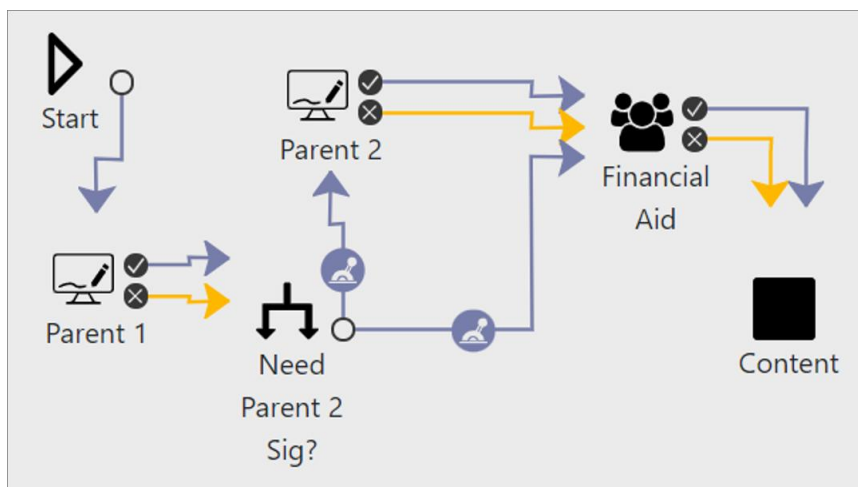 Start
Parent 2
Financial
Aid
Parent 1
Need
Parent 2
Sig?
Content